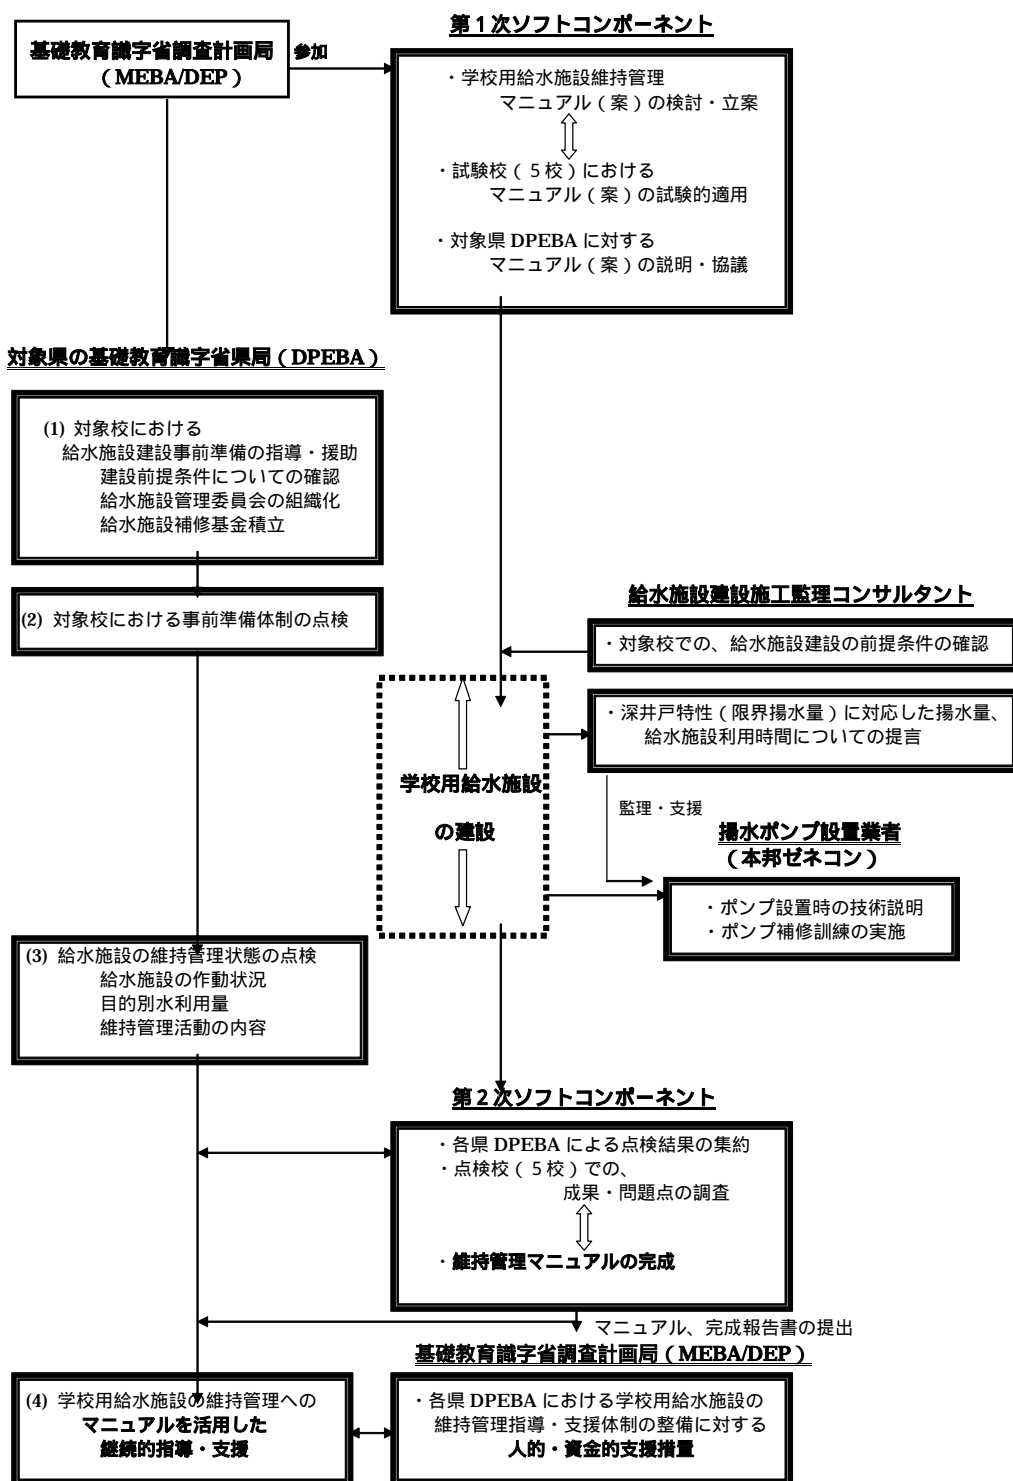 第１次ソフトコンポーネント
基礎教育識字省調査計画局
（MEBA/DEP）
参加
・学校用給水施設維持管理
マニュアル（案）の検討・立案
・試験校（５校）における
マニュアル（案）の試験的適用
・対象県 DPEBA に対する
マニュアル（案）の説明・協議
対象県の基礎教育識字省県局（DPEBA）
(1) 対象校における
給水施設建設事前準備の指導・援助
建設前提条件についての確認
給水施設管理委員会の組織化
給水施設補修基金積立
(2) 対象校における事前準備体制の点検
給水施設建設施工監理コンサルタント
・対象校での、給水施設建設の前提条件の確認
・深井戸特性（限界揚水量）に対応した揚水量、
給水施設利用時間についての提言
学校用給水施設
の建設
監理・支援
揚水ポンプ設置業者
（本邦ゼネコン）
・ポンプ設置時の技術説明
・ポンプ補修訓練の実施
(3) 給水施設の維持管理状態の点検
給水施設の作動状況
目的別水利用量
維持管理活動の内容
第２次ソフトコンポーネント
・各県 DPEBA による点検結果の集約
・点検校（５校）での、
成果・問題点の調査
・維持管理マニュアルの完成
マニュアル、完成報告書の提出
基礎教育識字省調査計画局（MEBA/DEP）
(4) 学校用給水施設の維持管理への
マニュアルを活用した
継続的指導・支援
・各県 DPEBA における学校用給水施設の
維持管理指導・支援体制の整備に対する
人的・資金的支援措置